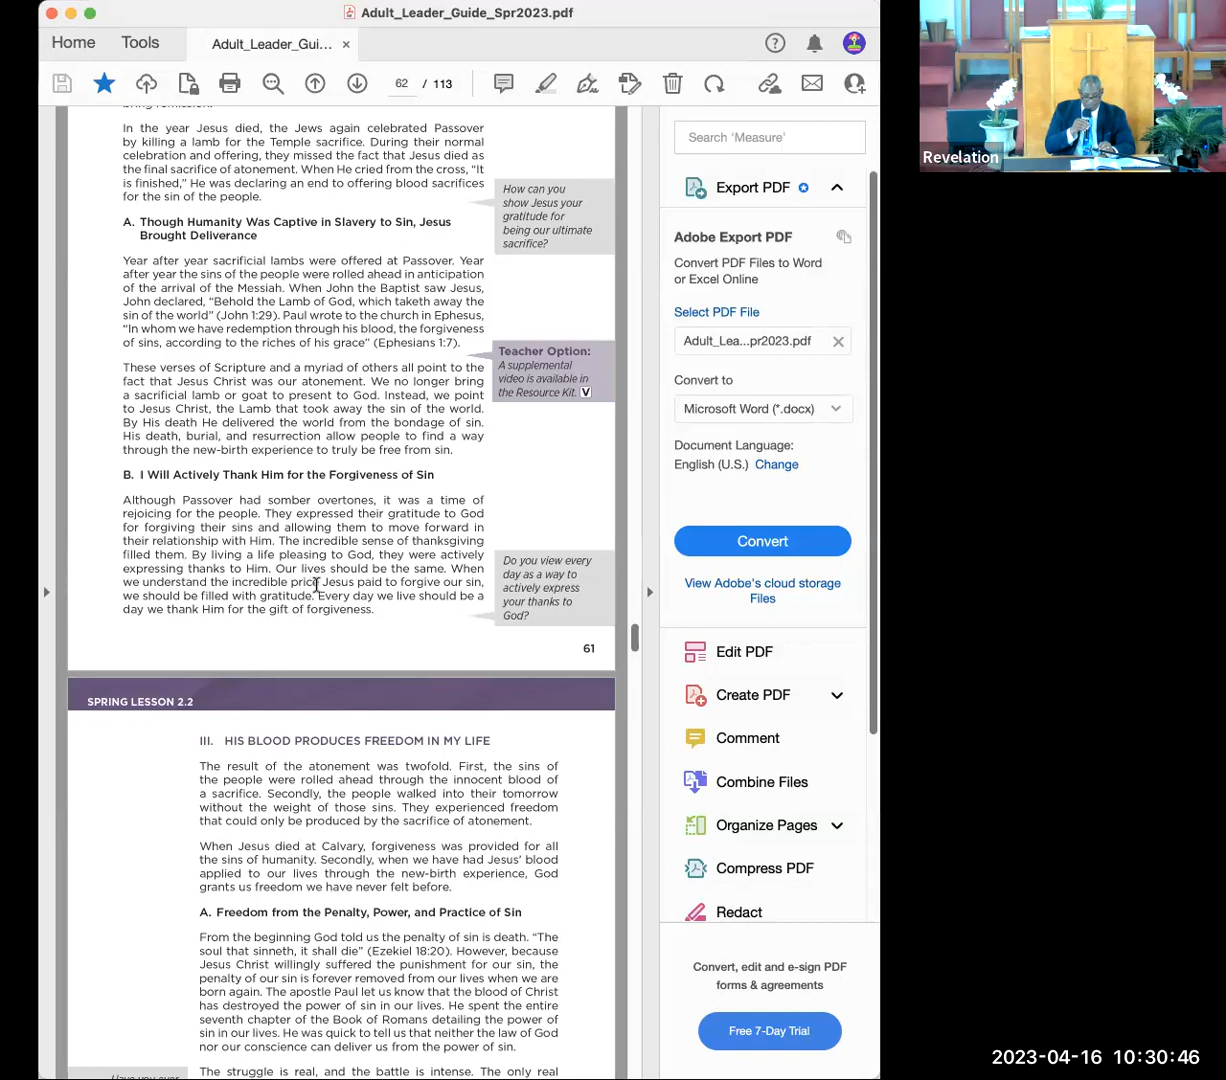 Adult_Leader_Guide_Spr2023.pdf
Home
Tools
Adult_Leader_Gui... ×
62 / 113
In the year Jesus died, the Jews again celebrated Passover
by killing a lamb for the Temple sacrifice. During their normal
celebration and offering, they missed the fact that Jesus died as
the final sacrifice of atonement. When He cried from the cross, “It
is finished,” He was declaring an end to offering blood sacrifices
for the sin of the people.
How can you
show Jesus your
gratitude for
being our ultimate
sacrifice?
A. Though Humanity Was Captive in Slavery to Sin, Jesus
Brought Deliverance
Year after year sacrificial lambs were offered at Passover. Year
after year the sins of the people were rolled ahead in anticipation
of the arrival of the Messiah. When John the Baptist saw Jesus,
John declared, “Behold the Lamb of God, which taketh away the
sin of the world” (John 1:29). Paul wrote to the church in Ephesus,
“In whom we have redemption through his blood, the forgiveness
of sins, according to the riches of his grace” (Ephesians 1:7).
Teacher Option:
A supplemental
video is available in
the Resource Kit. V
These verses of Scripture and a myriad of others all point to the
fact that Jesus Christ was our atonement. We no longer bring
a sacrificial lamb or goat to present to God. Instead, we point
to Jesus Christ, the Lamb that took away the sin of the world.
By His death He delivered the world from the bondage of sin.
His death, burial, and resurrection allow people to find a way
through the new-birth experience to truly be free from sin.
B. I Will Actively Thank Him for the Forgiveness of Sin
Although Passover had somber overtones, it was a time of
rejoicing for the people. They expressed their gratitude to God
for forgiving their sins and allowing them to move forward in
their relationship with Him. The incredible sense of thanksgiving
filled them. By living a life pleasing to God, they were actively
expressing thanks to Him. Our lives should be the same. When
we understand the incredible price Jesus paid to forgive our sin,
we should be filled with gratitude. Every day we live should be a
day we thank Him for the gift of forgiveness.
Do you view every
day as a way to
actively express
your thanks to
God?
61
SPRING LESSON 2.2
III. HIS BLOOD PRODUCES FREEDOM IN MY LIFE
The result of the atonement was twofold. First, the sins of
the people were rolled ahead through the innocent blood of
a sacrifice. Secondly, the people walked into their tomorrow
without the weight of those sins. They experienced freedom
that could only be produced by the sacrifice of atonement.
When Jesus died at Calvary, forgiveness was provided for all
the sins of humanity. Secondly, when we have had Jesus’ blood
applied to our lives through the new-birth experience, God
grants us freedom we have never felt before.
A. Freedom from the Penalty, Power, and Practice of Sin
From the beginning God told us the penalty of sin is death. “The
soul that sinneth, it shall die” (Ezekiel 18:20). However, because
Jesus Christ willingly suffered the punishment for our sin, the
penalty of our sin is forever removed from our lives when we are
born again. The apostle Paul let us know that the blood of Christ
has destroyed the power of sin in our lives. He spent the entire
seventh chapter of the Book of Romans detailing the power of
sin in our lives. He was quick to tell us that neither the law of God
nor our conscience can deliver us from the power of sin.
The struggle is real, and the battle is intense. The only real
Search 'Measure'
Export PDF
Adobe Export PDF
Convert PDF Files to Word
or Excel Online
Select PDF File
Adult_Lea...pr2023.pdf
Convert to
Microsoft Word (*.docx)
Document Language:
English (U.S.) Change
Convert
View Adobe's cloud storage
Files
Edit PDF
Create PDF
Comment
Combine Files
Organize Pages
Compress PDF
Redact
Convert, edit and e-sign PDF
forms & agreements
Free 7-Day Trial
Revelation
2023-04-16 10:30:46